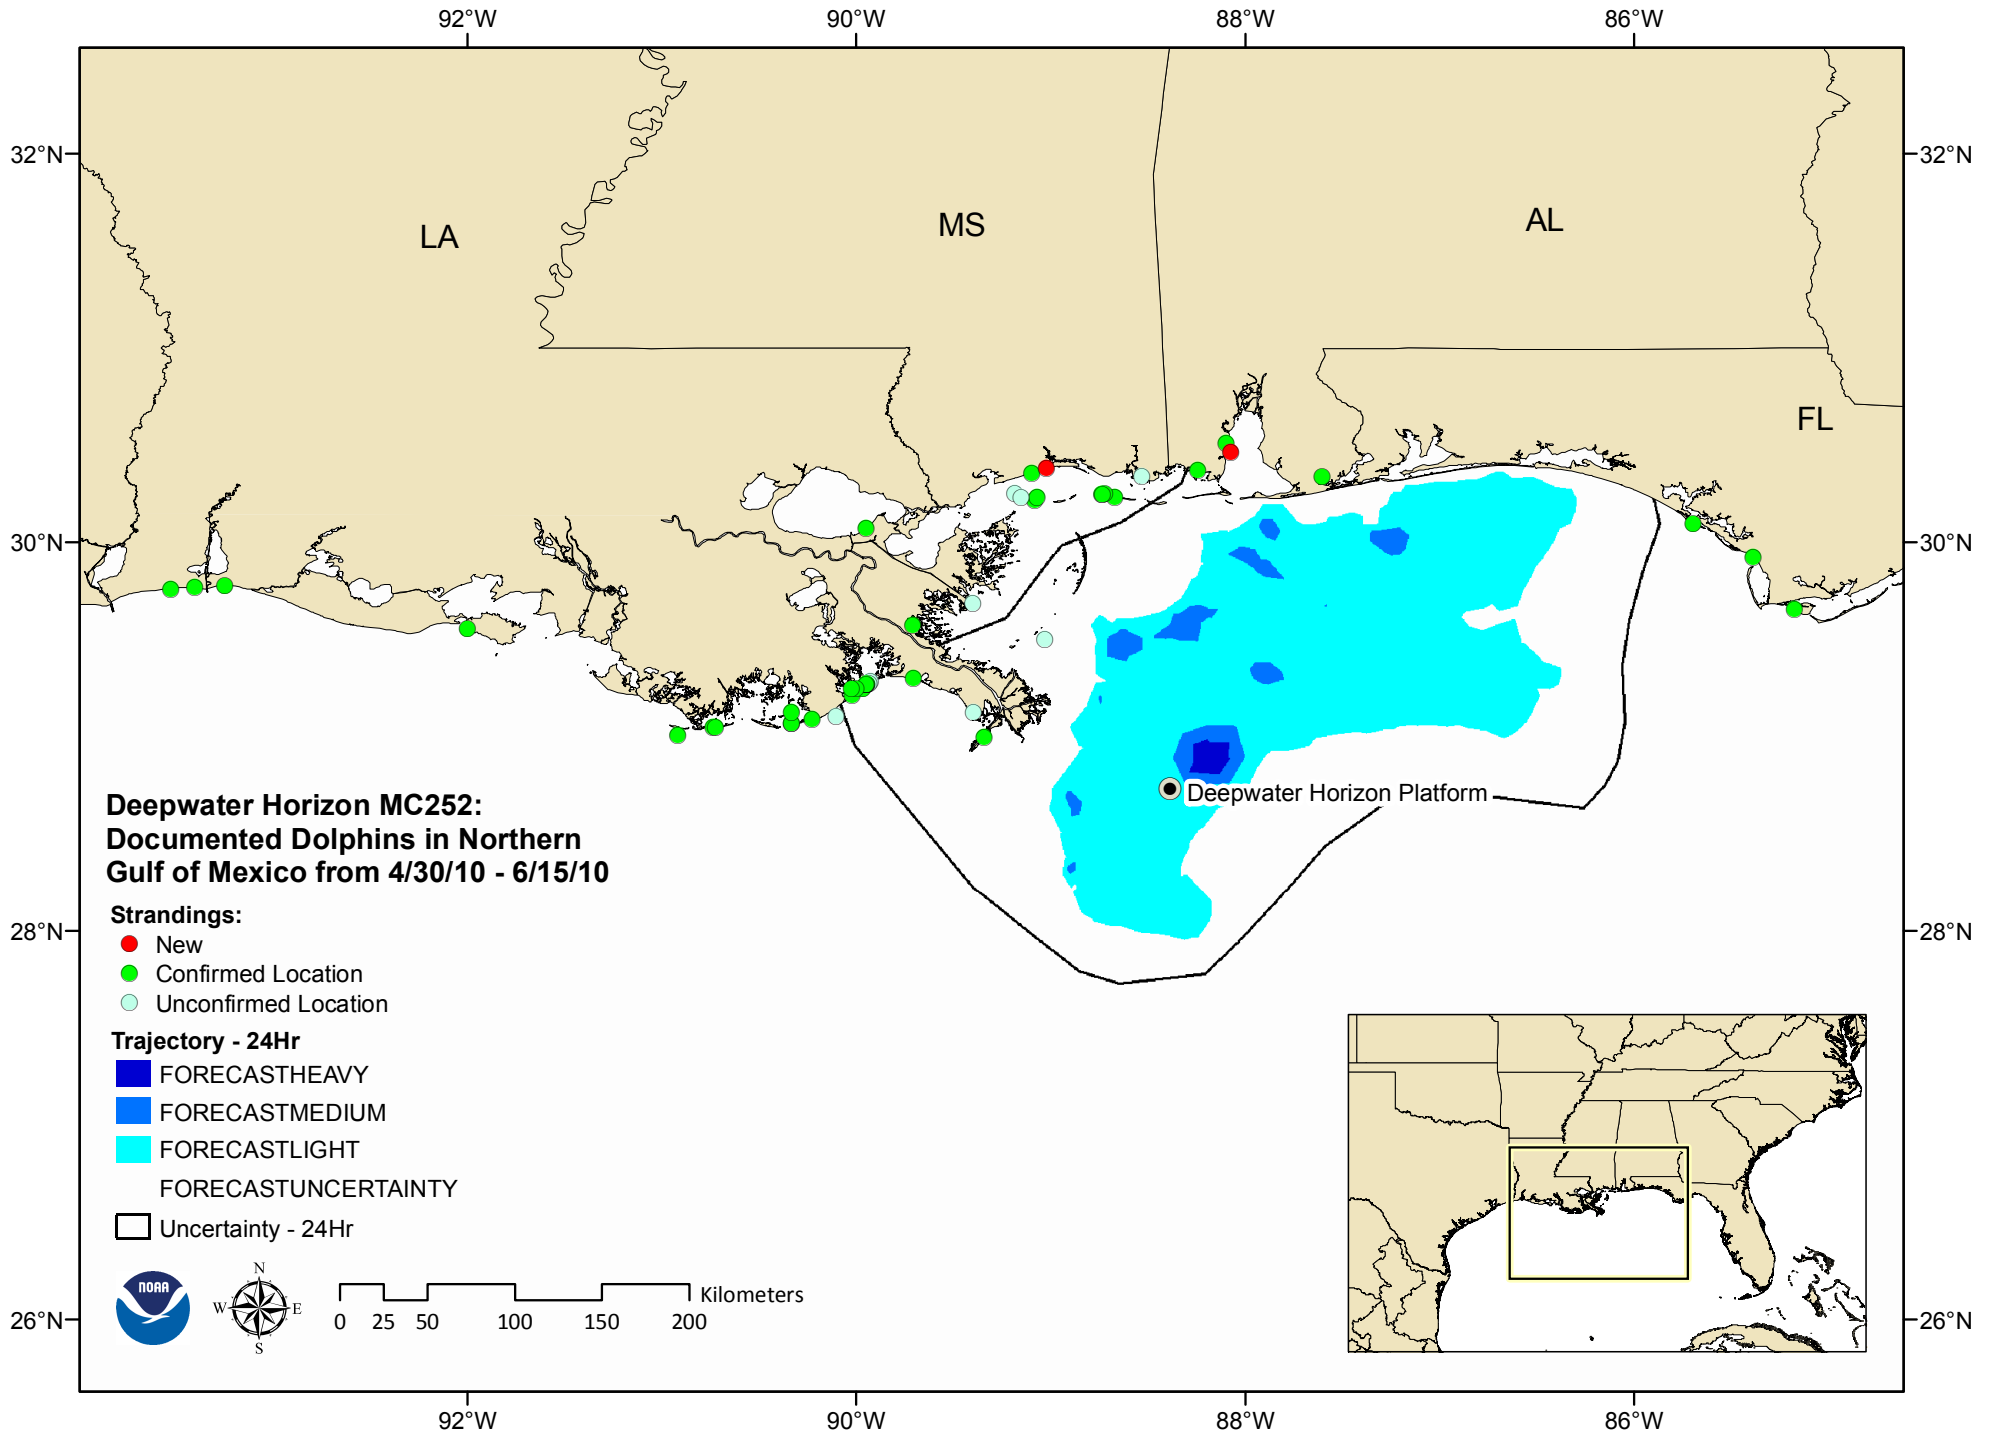 92°W 90°W 88°W 86°W
32°N 32°N
LA MS AL
FL
30°N 30°N
Deepwater Horizon Platform
Deepwater Horizon MC252:
Documented Dolphins in Northern
Gulf of Mexico from 4/30/10 - 6/15/10
Strandings:
New
28°N 28°N
Confirmed Location
Unconfirmed Location
Trajectory - 24Hr
FORECASTHEAVY
FORECASTMEDIUM
FORECASTLIGHT
FORECASTUNCERTAINTY
Uncertainty - 24Hr
NOAA
N
W E
S
Kilometers
0 25 50 100 150 200
26°N 26°N
92°W 90°W 88°W 86°W